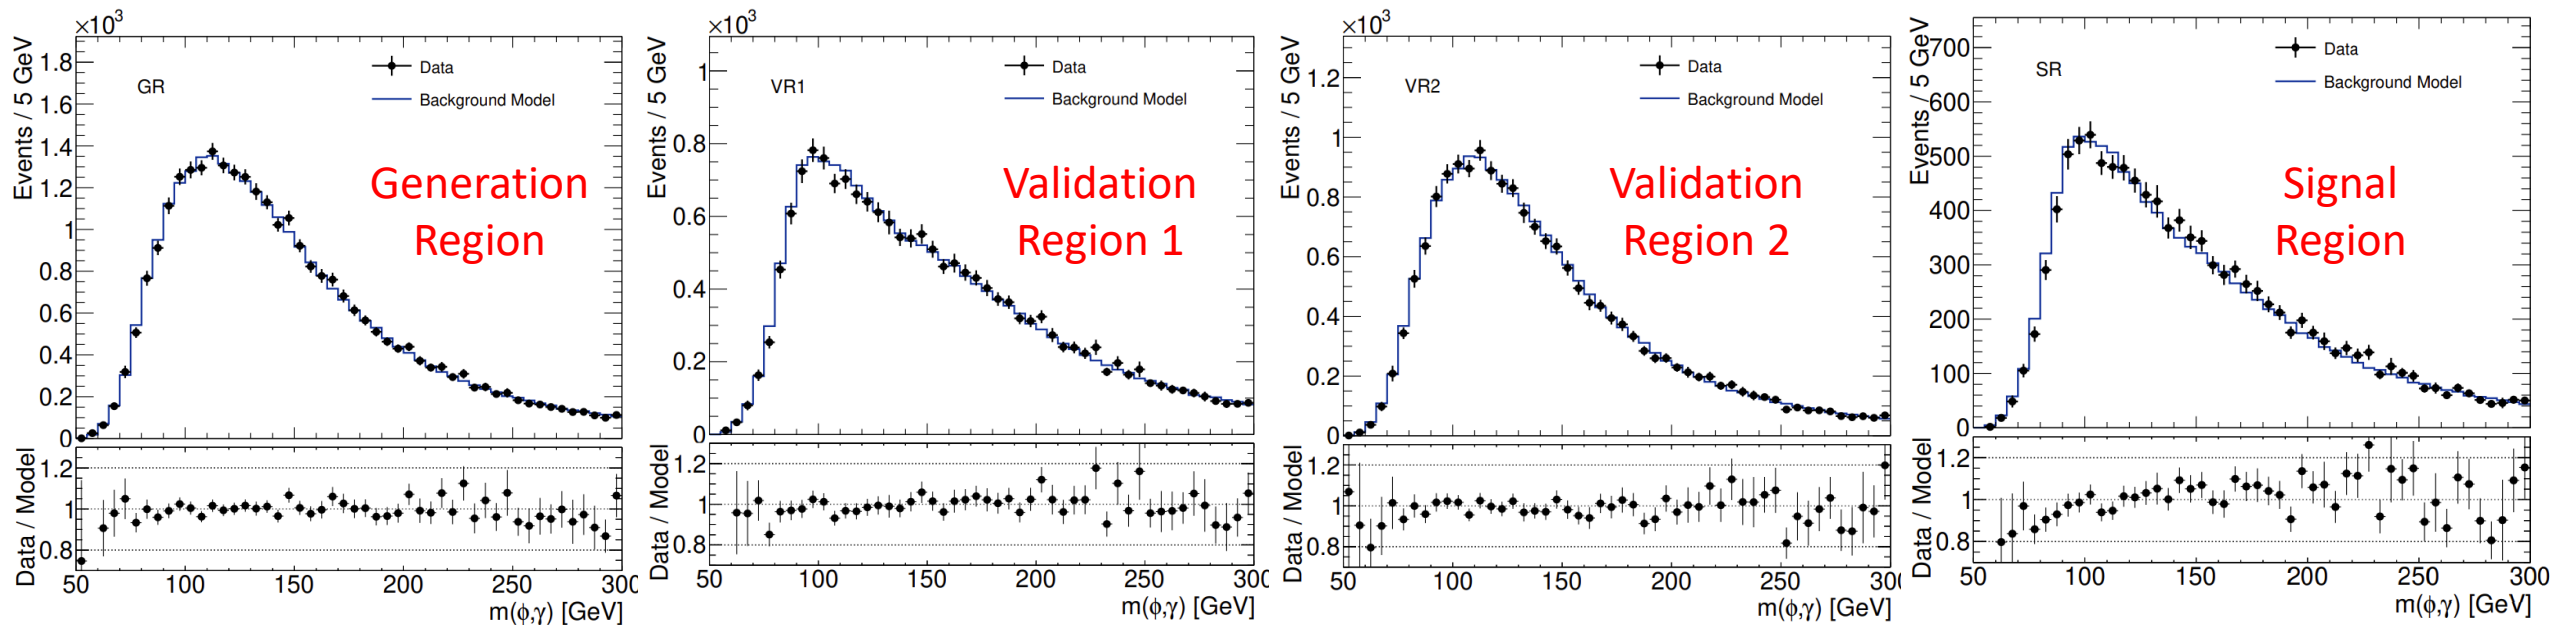 ×10³
Events / 5 GeV
1.8
1.6
1.4
1.2
1
0.8
0.6
0.4
0.2
0
GR
Data
Background Model
Generation
Region
Data / Model
1.2
1
0.8
50 100 150 200 250 300
m(ϕ,γ) [GeV]
×10³
Events / 5 GeV
1
0.8
0.6
0.4
0.2
0
VR1
Data
Background Model
Validation
Region 1
Data / Model
1.2
1
0.8
50 100 150 200 250 300
m(ϕ,γ) [GeV]
×10³
Events / 5 GeV
1.2
1
0.8
0.6
0.4
0.2
0
VR2
Data
Background Model
Validation
Region 2
Data / Model
1.2
1
0.8
50 100 150 200 250 300
m(ϕ,γ) [GeV]
Events / 5 GeV
700
600
500
400
300
200
100
0
SR
Data
Background Model
Signal
Region
Data / Model
1.2
1
0.8
50 100 150 200 250 300
m(ϕ,γ) [GeV]